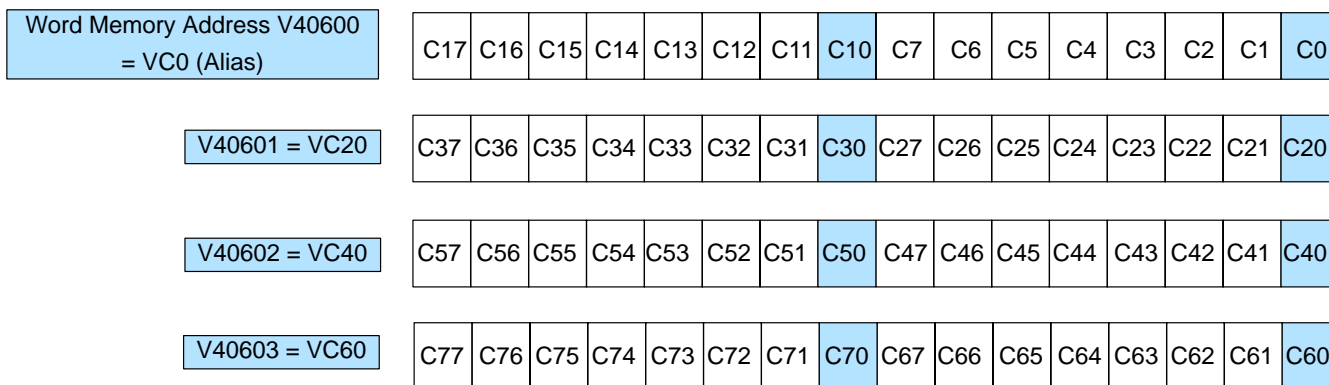 Word Memory Address V40600
= VC0 (Alias)
C17 C16 C15 C14 C13 C12 C11 C10 C7 C6 C5 C4 C3 C2 C1 C0
V40601 = VC20
C37 C36 C35 C34 C33 C32 C31 C30 C27 C26 C25 C24 C23 C22 C21 C20
V40602 = VC40
C57 C56 C55 C54 C53 C52 C51 C50 C47 C46 C45 C44 C43 C42 C41 C40
V40603 = VC60
C77 C76 C75 C74 C73 C72 C71 C70 C67 C66 C65 C64 C63 C62 C61 C60